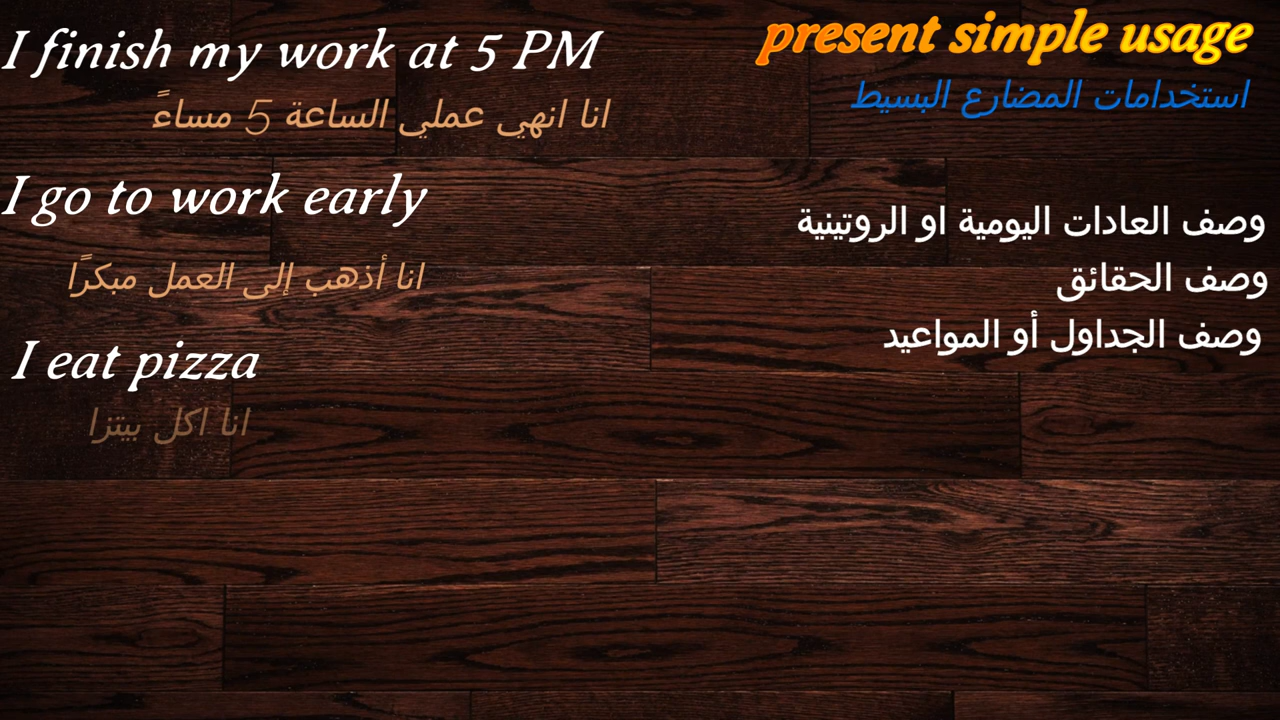 present simple usage
استخدامات المضارع البسيط
I finish my work at 5 PM
انا انهي عملي الساعة 5 مساءً
I go to work early
انا أذهب إلى العمل مبكرًا
I eat pizza
انا اكل بيتزا
وصف العادات اليومية او الروتينية
وصف الحقائق
وصف الجداول أو المواعيد